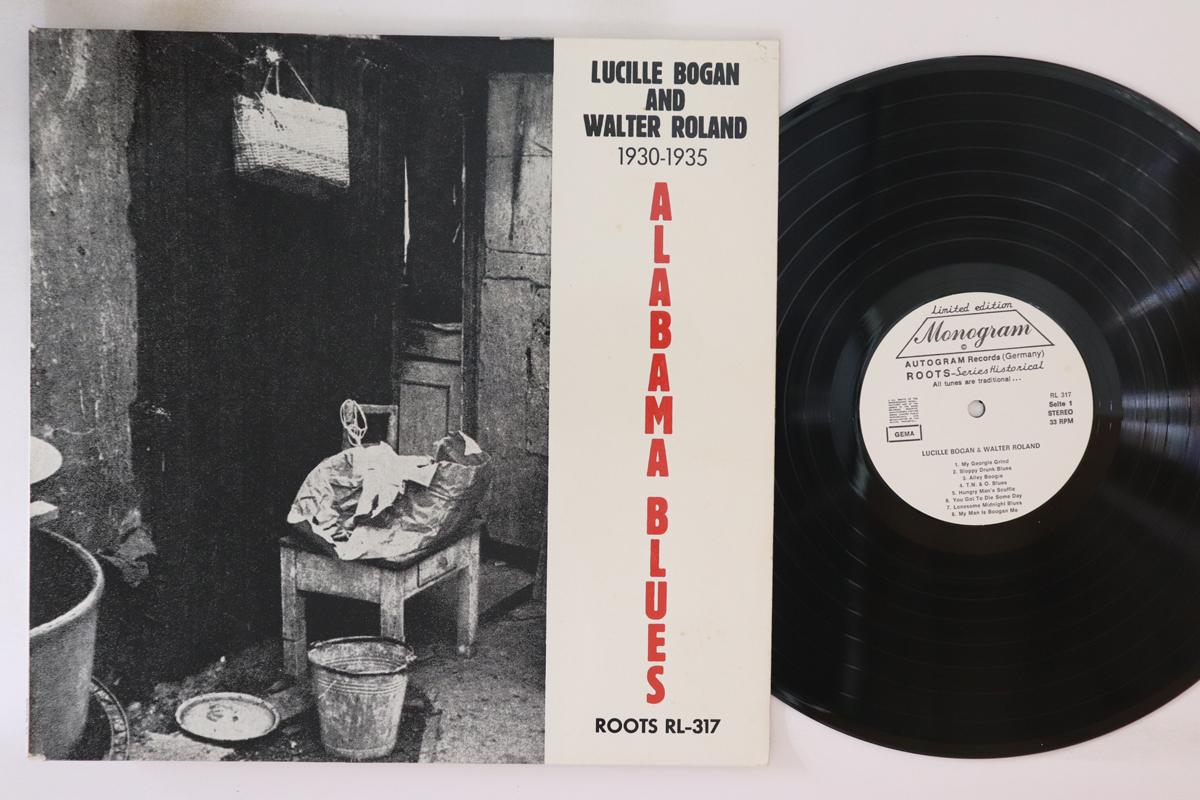 LUCILLE BOGAN
AND
WALTER ROLAND
1930-1935
ALABAMA BLUES
ROOTS RL-317
Limited edition
Monogram
©
AUTOGRAM Records (Germany)
ROOTS-Series Historical
All tunes are traditional...
RL 317
Seite 1
STEREO
33 RPM
GEMA
LUCILLE BOGAN & WALTER ROLAND
1. My Georgia Grind
2. Sloppy Drunk Blues
3. Alley Boogie
4. T.N. & O. Blues
5. Hungry Man's Scuffle
6. You Got To Die Some Day
7. Lonesome Midnight Blues
8. My Man Is Boogan Me